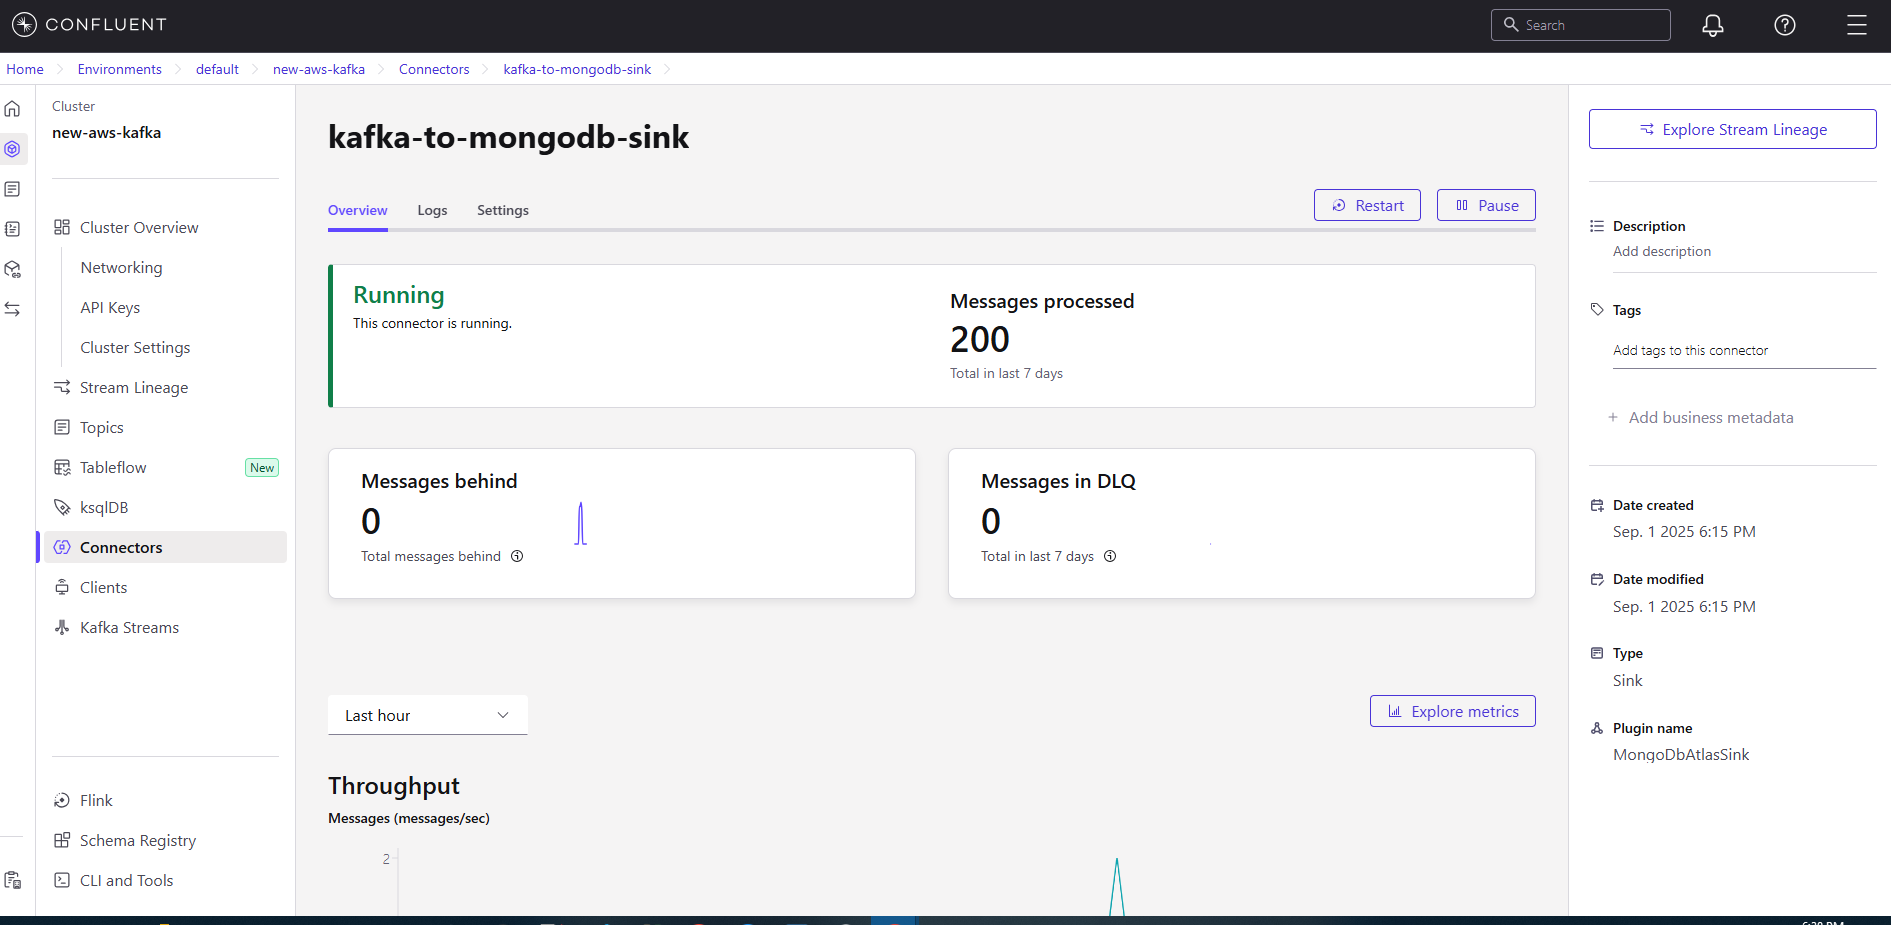 CONFLUENT
Search
Home
Environments
default
new-aws-kafka
Connectors
kafka-to-mongodb-sink
Cluster
new-aws-kafka
Cluster Overview
Networking
API Keys
Cluster Settings
Stream Lineage
Topics
Tableflow
New
ksqlDB
Connectors
Clients
Kafka Streams
Flink
Schema Registry
CLI and Tools
kafka-to-mongodb-sink
Overview
Logs
Settings
Restart
Pause
Running
This connector is running.
Messages processed
200
Total in last 7 days
Messages behind
0
Total messages behind
Messages in DLQ
0
Total in last 7 days
Last hour
Explore metrics
Throughput
Messages (messages/sec)
2
Explore Stream Lineage
Description
Add description
Tags
Add tags to this connector
+ Add business metadata
Date created
Sep. 1 2025 6:15 PM
Date modified
Sep. 1 2025 6:15 PM
Type
Sink
Plugin name
MongoDbAtlasSink